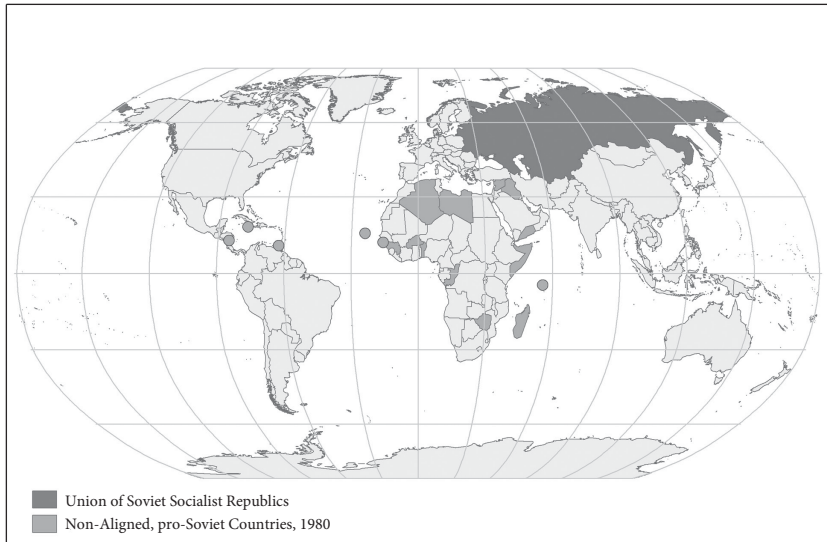 Union of Soviet Socialist Republics
Non-Aligned, pro-Soviet Countries, 1980